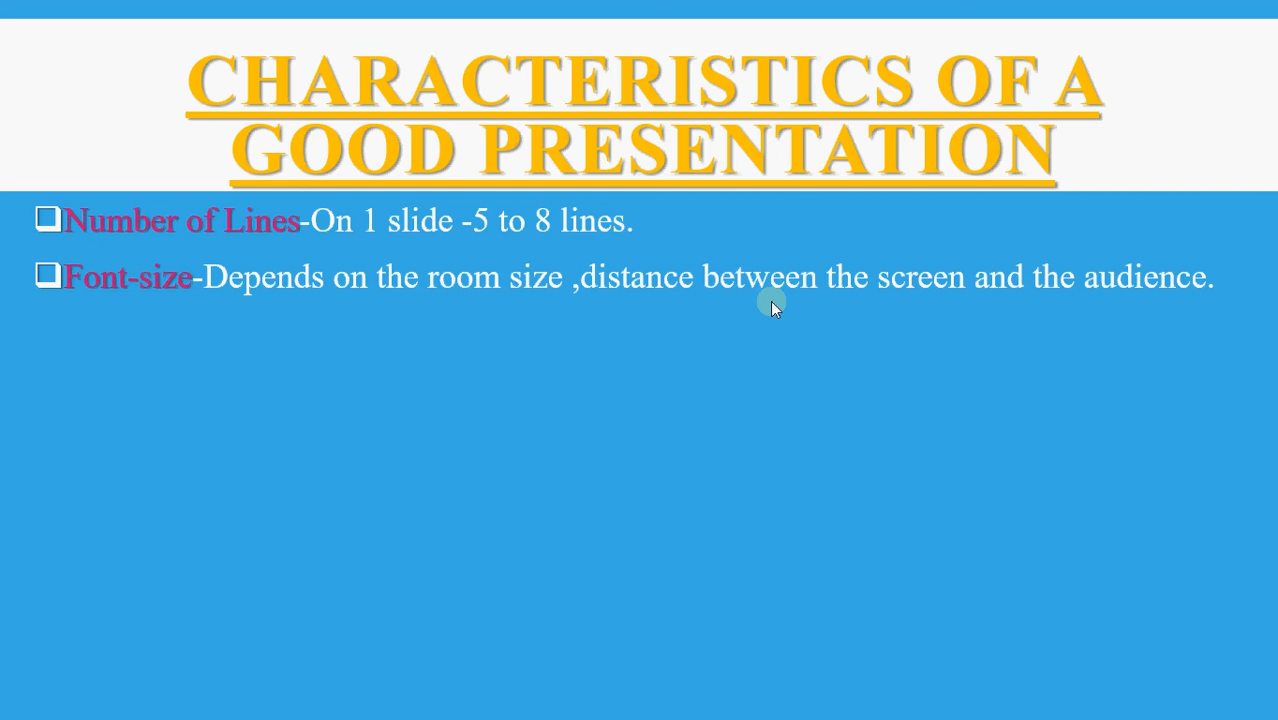 CHARACTERISTICS OF A
GOOD PRESENTATION
Number of Lines-On 1 slide -5 to 8 lines.
Font-size-Depends on the room size ,distance between the screen and the audience.